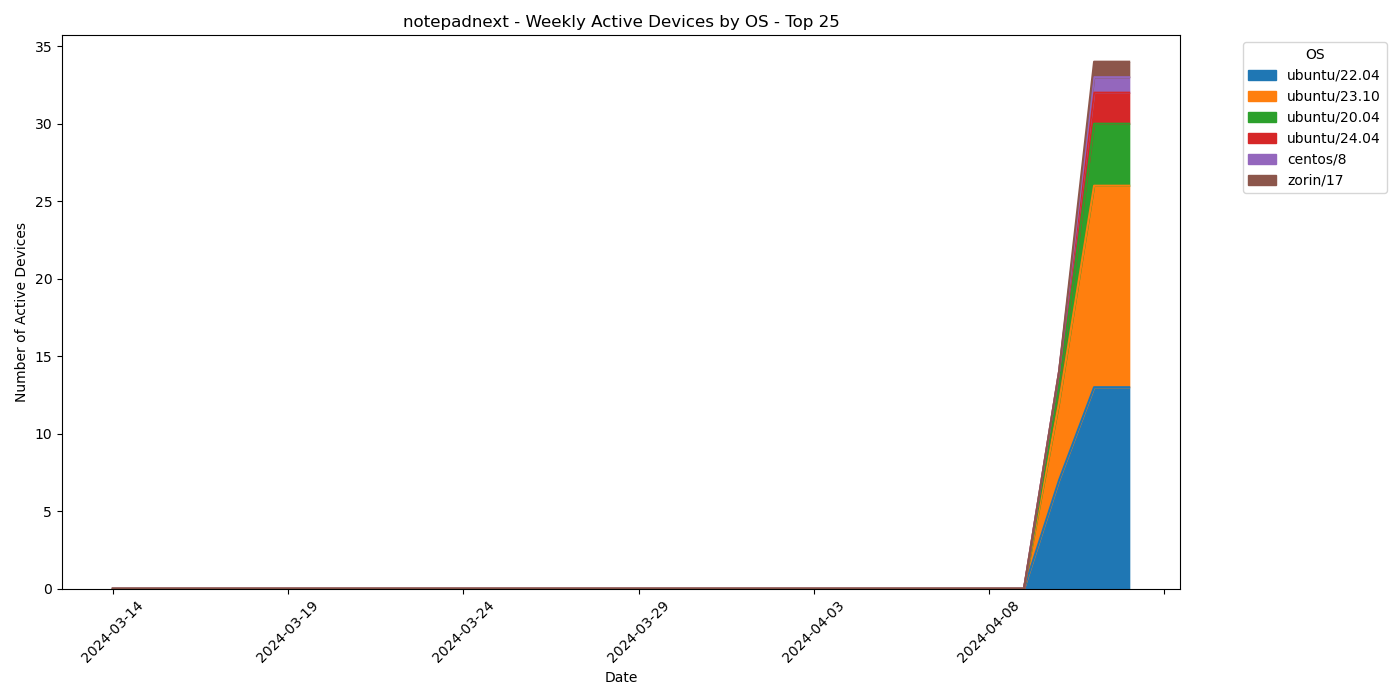 notepadnext - Weekly Active Devices by OS - Top 25
Number of Active Devices
35
30
25
20
15
10
5
0
2024-03-14
2024-03-19
2024-03-24
2024-03-29
2024-04-03
2024-04-08
Date
OS
ubuntu/22.04
ubuntu/23.10
ubuntu/20.04
ubuntu/24.04
centos/8
zorin/17